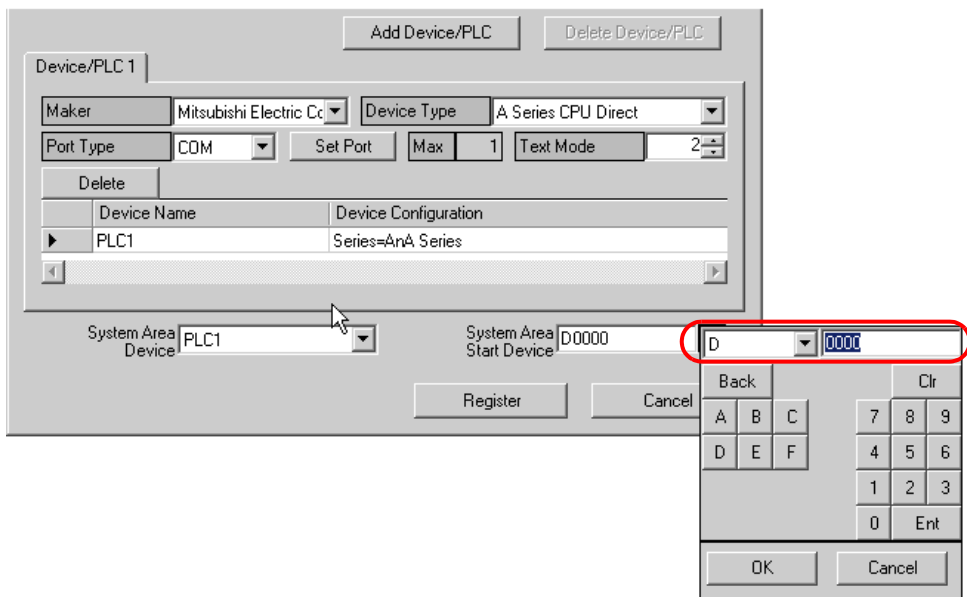 Add Device/PLC Delete Device/PLC
Device/PLC 1
Maker Mitsubishi Electric Cc Device Type A Series CPU Direct
Port Type COM Set Port Max 1 Text Mode 2
Delete
Device Name Device Configuration
PLC1 Series=AnA Series
System Area Device PLC1 System Area Start Device D0000 D 0000
Register Cancel
Back Clr
A B C 7 8 9
D E F 4 5 6
1 2 3
0 Ent
OK Cancel